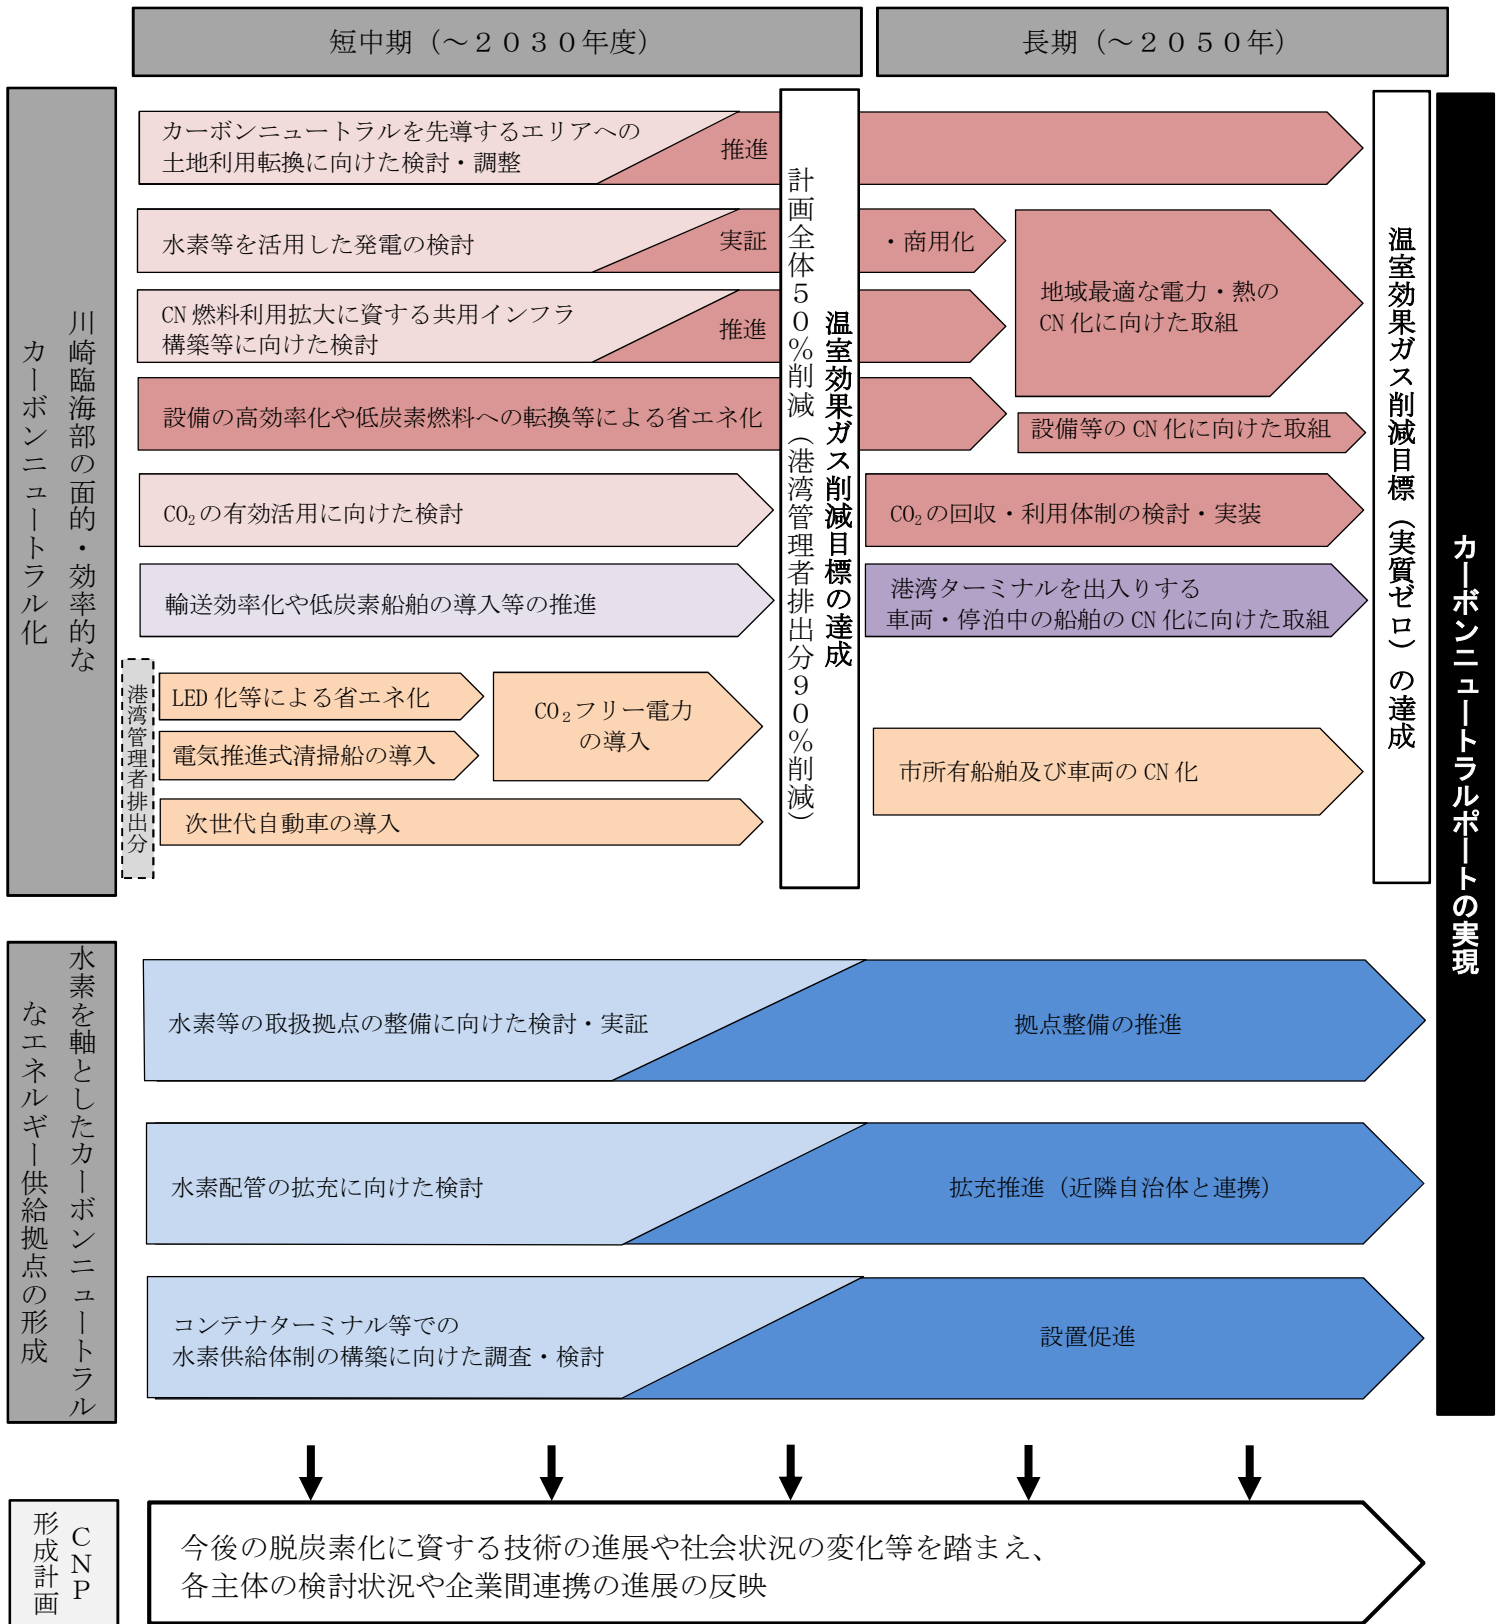 短中期（～２０３０年度）
長期（～２０５０年）
川崎臨海部の面的・効率的な
カーボンニュートラル化
カーボンニュートラルを先導するエリアへの
土地利用転換に向けた検討・調整
推進
水素等を活用した発電の検討
実証
・商用化
CN 燃料利用拡大に資する共用インフラ
構築等に向けた検討
推進
地域最適な電力・熱の
CN 化に向けた取組
設備の高効率化や低炭素燃料への転換等による省エネ化
設備等の CN 化に向けた取組
CO₂の有効活用に向けた検討
CO₂の回収・利用体制の検討・実装
輸送効率化や低炭素船舶の導入等の推進
港湾ターミナルを出入りする
車両・停泊中の船舶の CN 化に向けた取組
港湾管理者排出分
LED 化等による省エネ化
電気推進式清掃船の導入
CO₂フリー電力
の導入
次世代自動車の導入
市所有船舶及び車両の CN 化
温室効果ガス削減目標の達成
計画全体５０％削減（港湾管理者排出分９０％削減）
温室効果ガス削減目標（実質ゼロ）の達成
カーボンニュートラルポートの実現
水素を軸としたカーボンニュートラル
なエネルギー供給拠点の形成
水素等の取扱拠点の整備に向けた検討・実証
拠点整備の推進
水素配管の拡充に向けた検討
拡充推進（近隣自治体と連携）
コンテナターミナル等での
水素供給体制の構築に向けた調査・検討
設置促進
ＣＮＰ
形成計画
今後の脱炭素化に資する技術の進展や社会状況の変化等を踏まえ、
各主体の検討状況や企業間連携の進展の反映